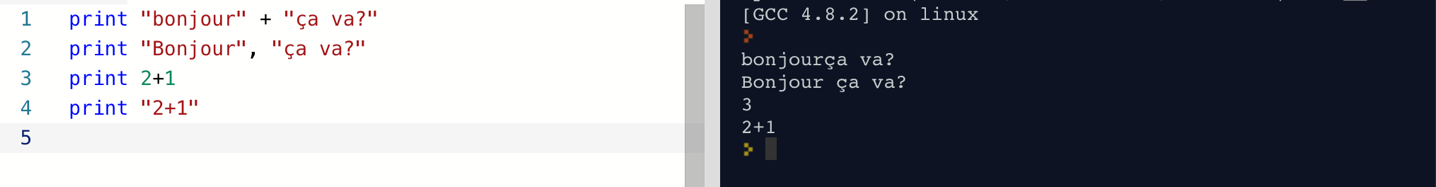 1 print "bonjour" + "ça va?"
2 print "Bonjour", "ça va?"
3 print 2+1
4 print "2+1"
5
[GCC 4.8.2] on linux
bonjourça va?
Bonjour ça va?
3
2+1